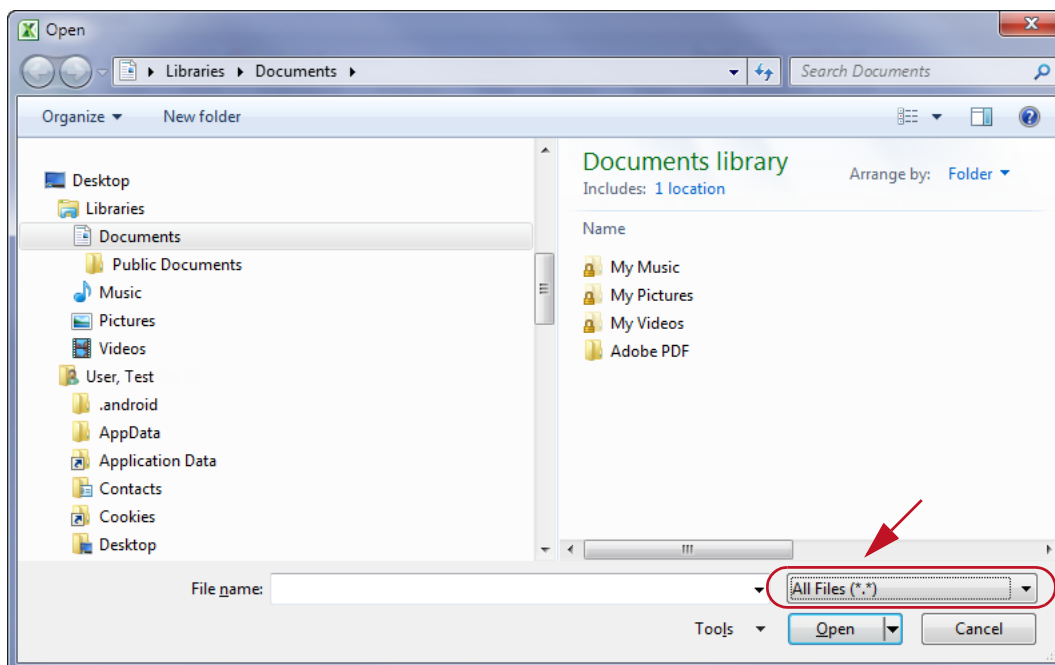 Open
Libraries Documents
Search Documents
Organize New folder
Desktop
Libraries
Documents
Public Documents
Music
Pictures
Videos
User, Test
.android
AppData
Application Data
Contacts
Cookies
Desktop
Documents library
Includes: 1 location
Arrange by: Folder
Name
My Music
My Pictures
My Videos
Adobe PDF
File name:
All Files (*.*)
Tools Open Cancel